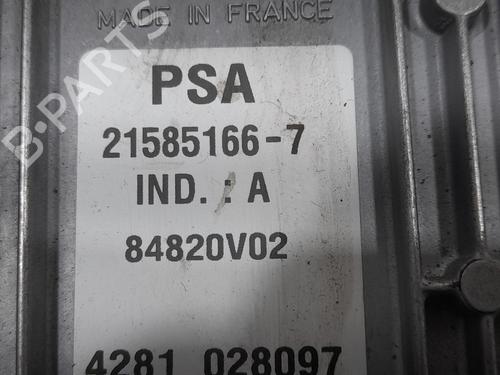 MADE IN FRANCE
B-PARTS
PSA
21585166-7
IND. : A
84820V02
4281 028097